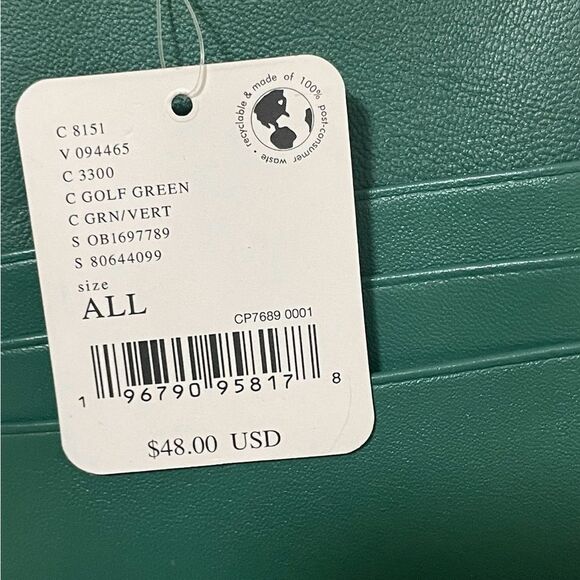 recyclable & made of 100% post-consumer waste •
C 8151
V 094465
C 3300
C GOLF GREEN
C GRN/VERT
S OB1697789
S 80644099
size
ALL
CP7689 0001
1 96790 95817 8
$48.00 USD